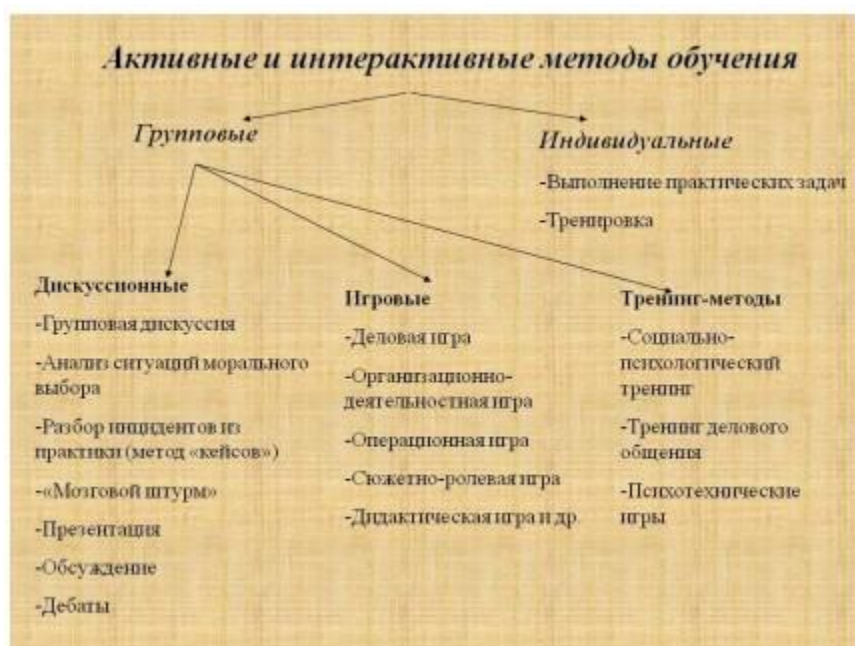 Активные и интерактивные методы обучения
Групповые
Индивидуальные
-Выполнение практических задач
-Тренировка
Дискуссионные
-Групповая дискуссия
-Анализ ситуаций морального
выбора
-Разбор инцидентов из
практики (метод «кейсов»)
-«Мозговой штурм»
-Презентация
-Обсуждение
-Дебаты
Игровые
-Деловая игра
-Организационно-
деятельностная игра
-Операционная игра
-Сюжетно-ролевая игра
-Дидактическая игра и др
Тренинг-методы
-Социально-
психологический
тренинг
-Тренинг делового
общения
-Психотехнические
игры